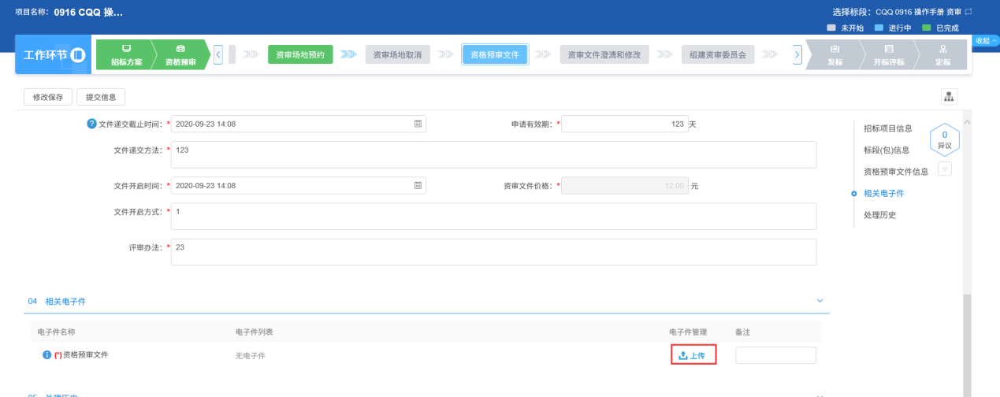 项目名称: 0916 CQQ 操...
选择标段: CQQ 0916 操作手册 资审
未开始 进行中 已完成
收起
工作环节 招标方案 资格预审 资审场地预约 资审场地取消 资格预审文件 资审文件澄清和修改 组建资审委员会 发标 开标评标 定标
修改保存 提交信息
文件递交截止时间: * 2020-09-23 14:08 申请有效期: * 123 天
文件递交方法: * 123
文件开启时间: * 2020-09-23 14:08 资审文件价格: * 12.00 元
文件开启方式: * 1
评审办法: * 23
招标项目信息
标段(包)信息
资格预审文件信息
相关电子件
处理历史
0
异议
04 相关电子件
电子件名称 电子件列表 电子件管理 备注
(*)资格预审文件 无电子件 上传
05 处理历史